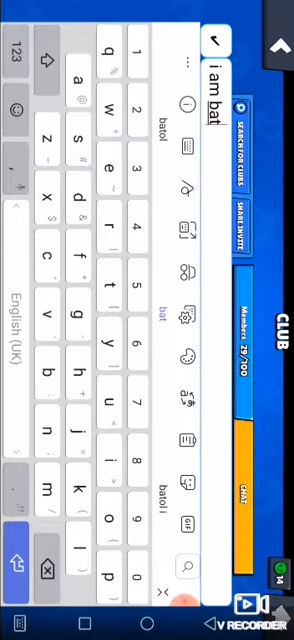 CLUB
14
SEARCH FOR CLUBS
SHARE INVITE
Members 29/100
CHAT
i am bat
GIF
batol
bat
batol i
1 2 3 4 5 6 7 8 9 0
q w e r t y u i o p
a s d f g h j k l
z x c v b n m
123
English (UK)
V RECORDER